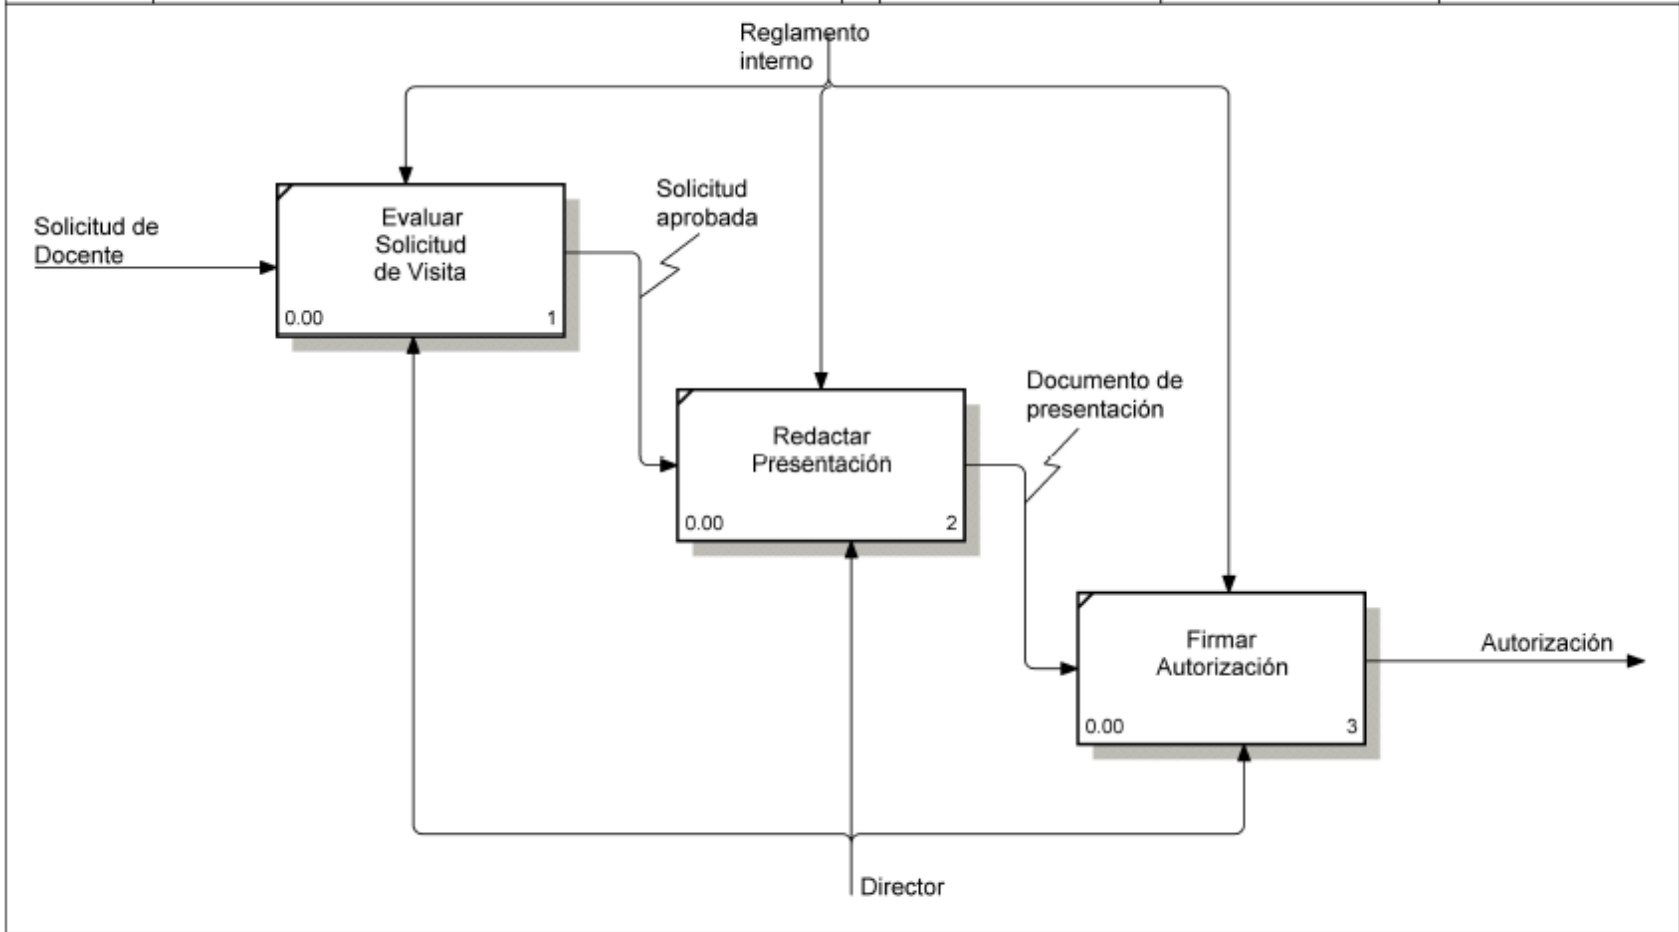 Reglamento
interno
Solicitud de
Docente
Evaluar
Solicitud
de Visita
0.00
1
Solicitud
aprobada
Redactar
Presentación
0.00
2
Documento de
presentación
Firmar
Autorización
0.00
3
Autorización
Director